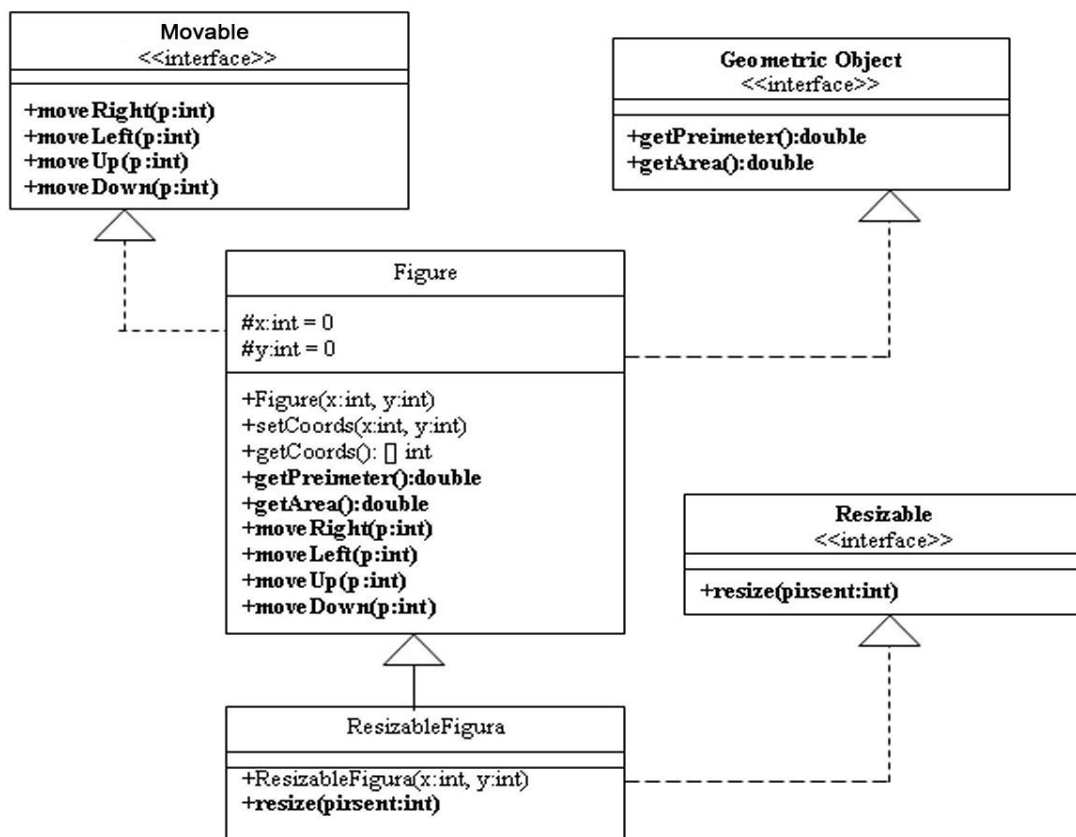 Movable
<<interface>>
+moveRight(p:int)
+moveLeft(p:int)
+moveUp(p:int)
+moveDown(p:int)
Geometric Object
<<interface>>
+getPreimeter():double
+getArea():double
Figure
#x:int = 0
#y:int = 0
+Figure(x:int, y:int)
+setCoords(x:int, y:int)
+getCoords(): [] int
+getPreimeter():double
+getArea():double
+moveRight(p:int)
+moveLeft(p:int)
+moveUp(p:int)
+moveDown(p:int)
Resizable
<<interface>>
+resize(pirsent:int)
ResizableFigura
+ResizableFigura(x:int, y:int)
+resize(pirsent:int)